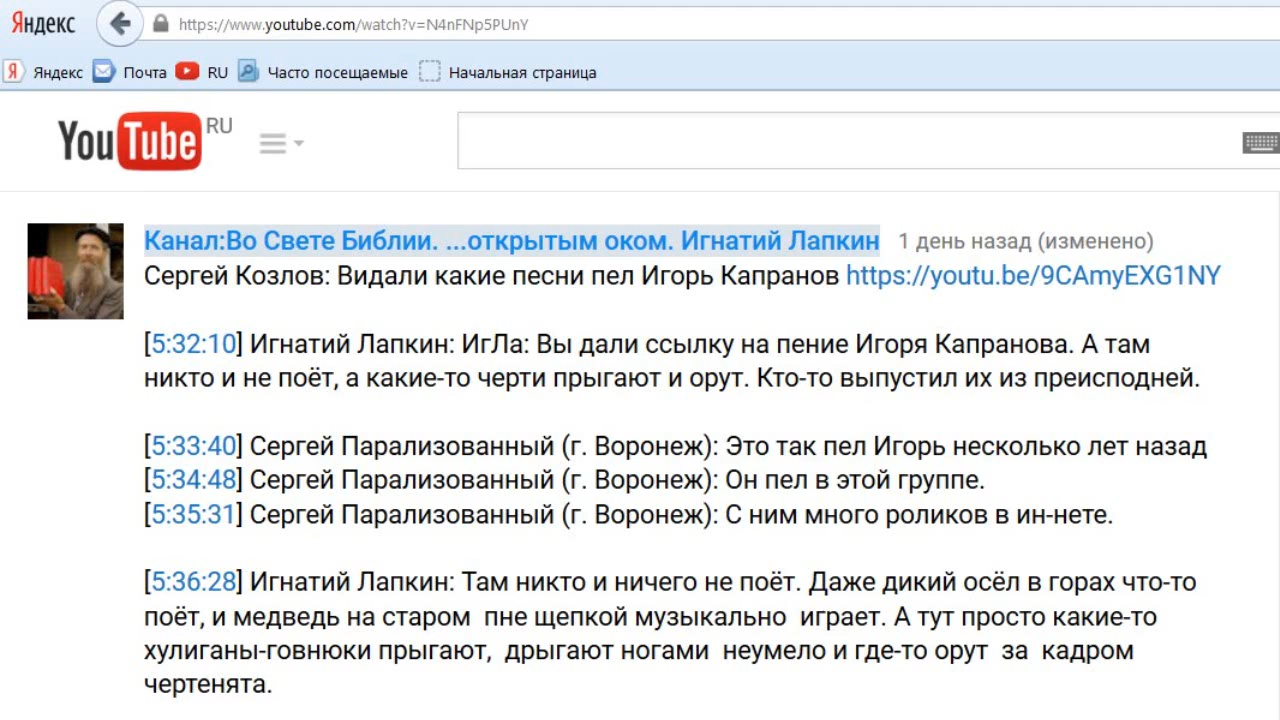 Яндекс
https://www.youtube.com/watch?v=N4nFNp5PUnY
Я Яндекс Почта RU Часто посещаемые Начальная страница
YouTube RU
Канал:Во Свете Библии. ...открытым оком. Игнатий Лапкин 1 день назад (изменено)
Сергей Козлов: Видали какие песни пел Игорь Капранов https://youtu.be/9CAmyEXG1NY
[5:32:10] Игнатий Лапкин: ИгЛа: Вы дали ссылку на пение Игоря Капранова. А там
никто и не поёт, а какие-то черти прыгают и орут. Кто-то выпустил их из преисподней.
[5:33:40] Сергей Парализованный (г. Воронеж): Это так пел Игорь несколько лет назад
[5:34:48] Сергей Парализованный (г. Воронеж): Он пел в этой группе.
[5:35:31] Сергей Парализованный (г. Воронеж): С ним много роликов в ин-нете.
[5:36:28] Игнатий Лапкин: Там никто и ничего не поёт. Даже дикий осёл в горах что-то
поёт, и медведь на старом  пне щепкой музыкально  играет. А тут просто какие-то
хулиганы-говнюки прыгают,  дрыгают ногами  неумело и где-то орут  за  кадром
чертенята.